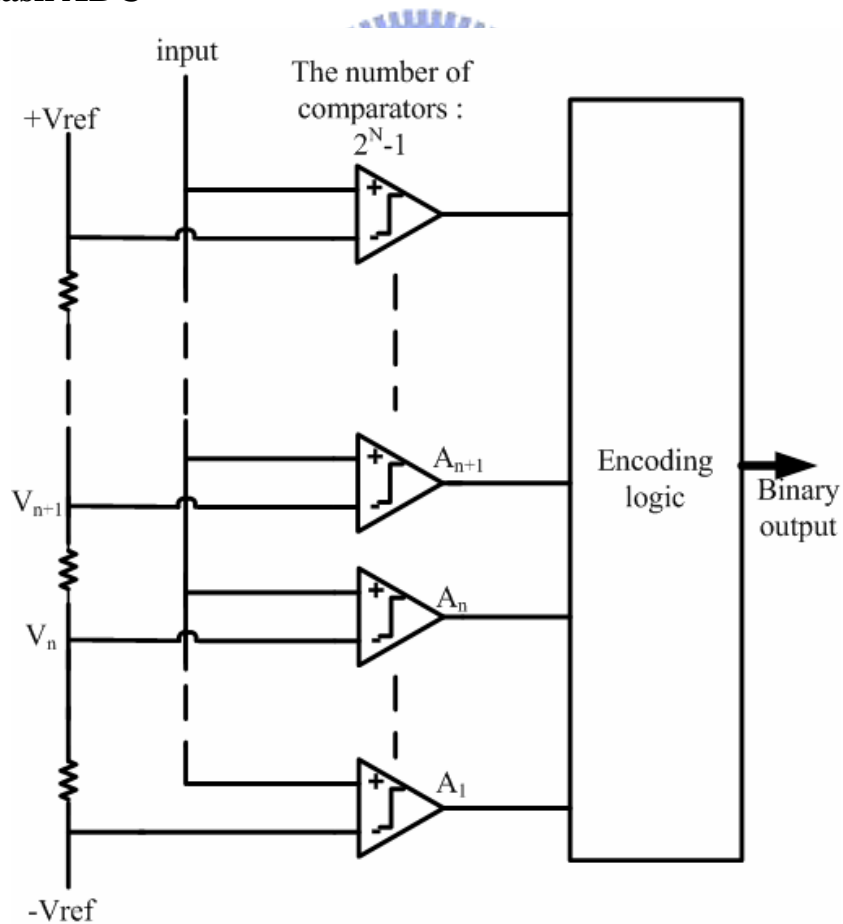 input
The number of
comparators :
2^N-1
+Vref
+
-
+
-
A_{n+1}
V_{n+1}
Encoding
logic
Binary
output
+
-
A_n
V_n
+
-
A_1
-Vref